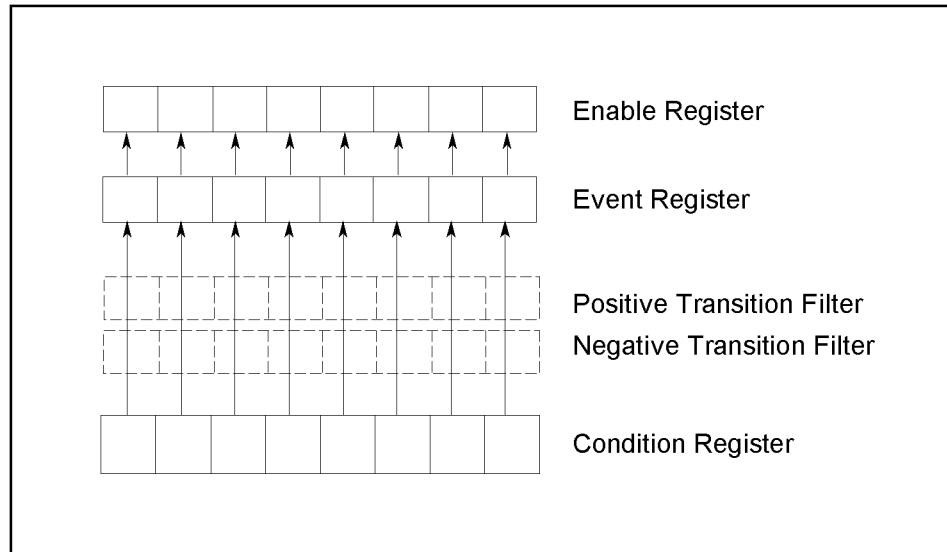 Enable Register
Event Register
Positive Transition Filter
Negative Transition Filter
Condition Register